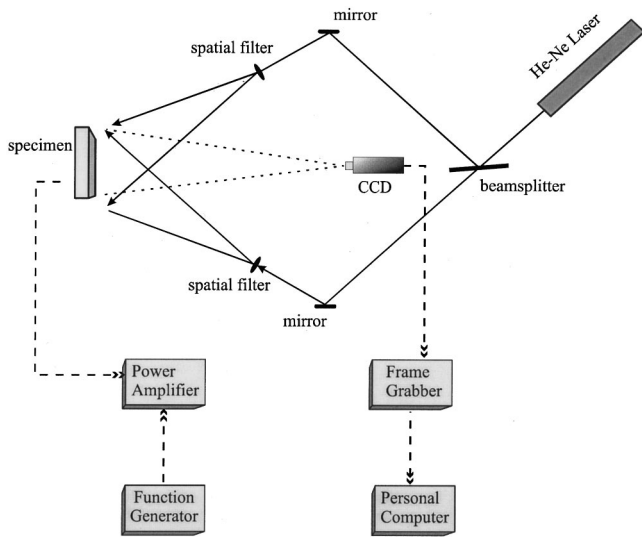 mirror
He-Ne Laser
spatial filter
specimen
CCD
beamsplitter
spatial filter
mirror
Power
Amplifier
Frame
Grabber
Function
Generator
Personal
Computer